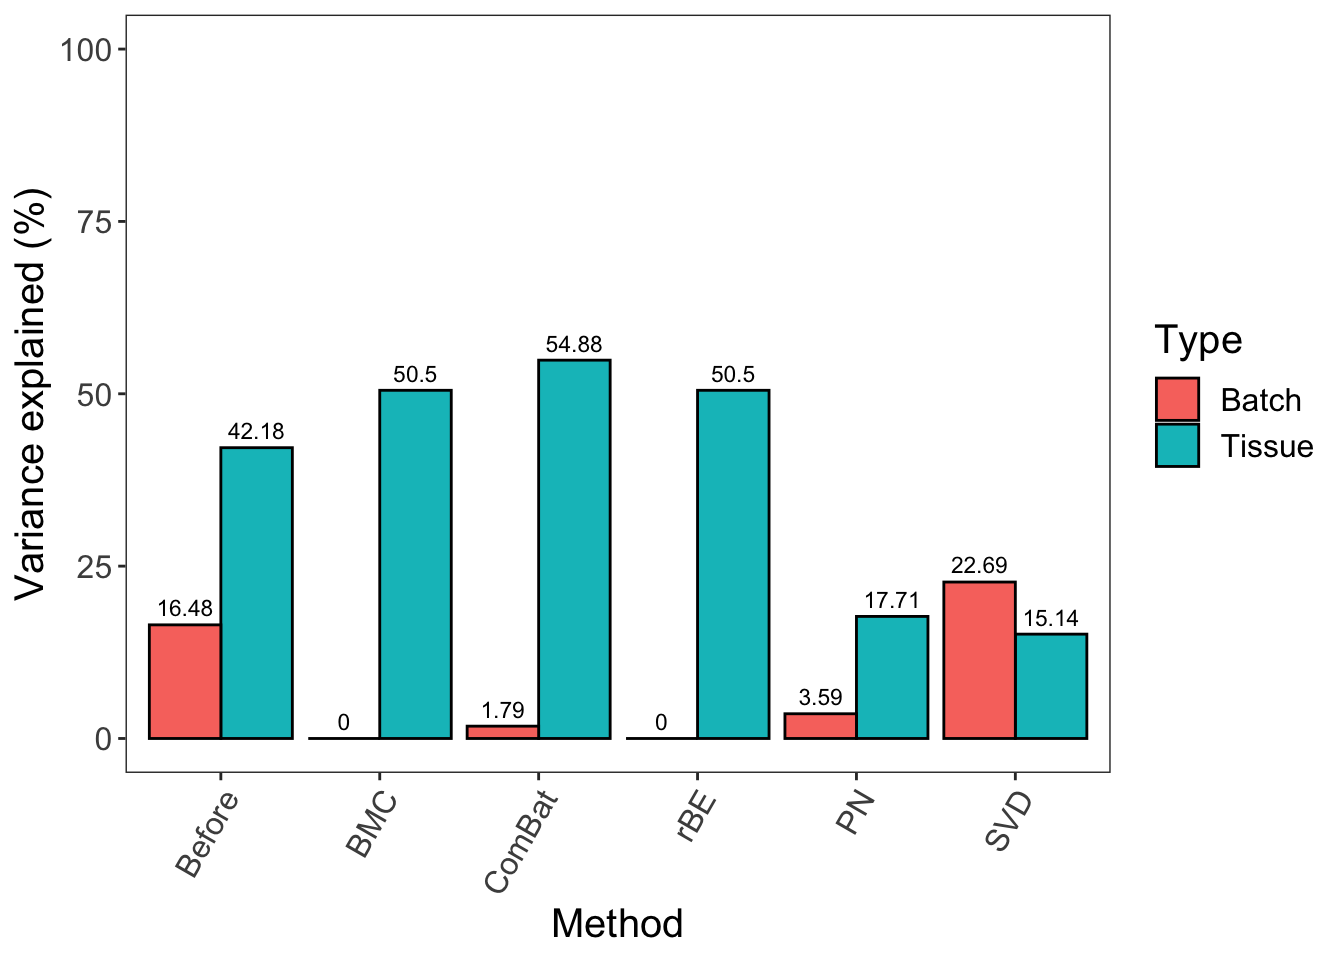 Variance explained (%)
100
75
50
25
0
16.48
42.18
0
50.5
1.79
54.88
0
50.5
3.59
17.71
22.69
15.14
Before
BMC
ComBat
rBE
PN
SVD
Method
Type
Batch
Tissue